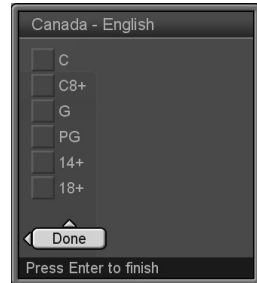 Canada - English
C
C8+
G
PG
14+
18+
Done
Press Enter to finish